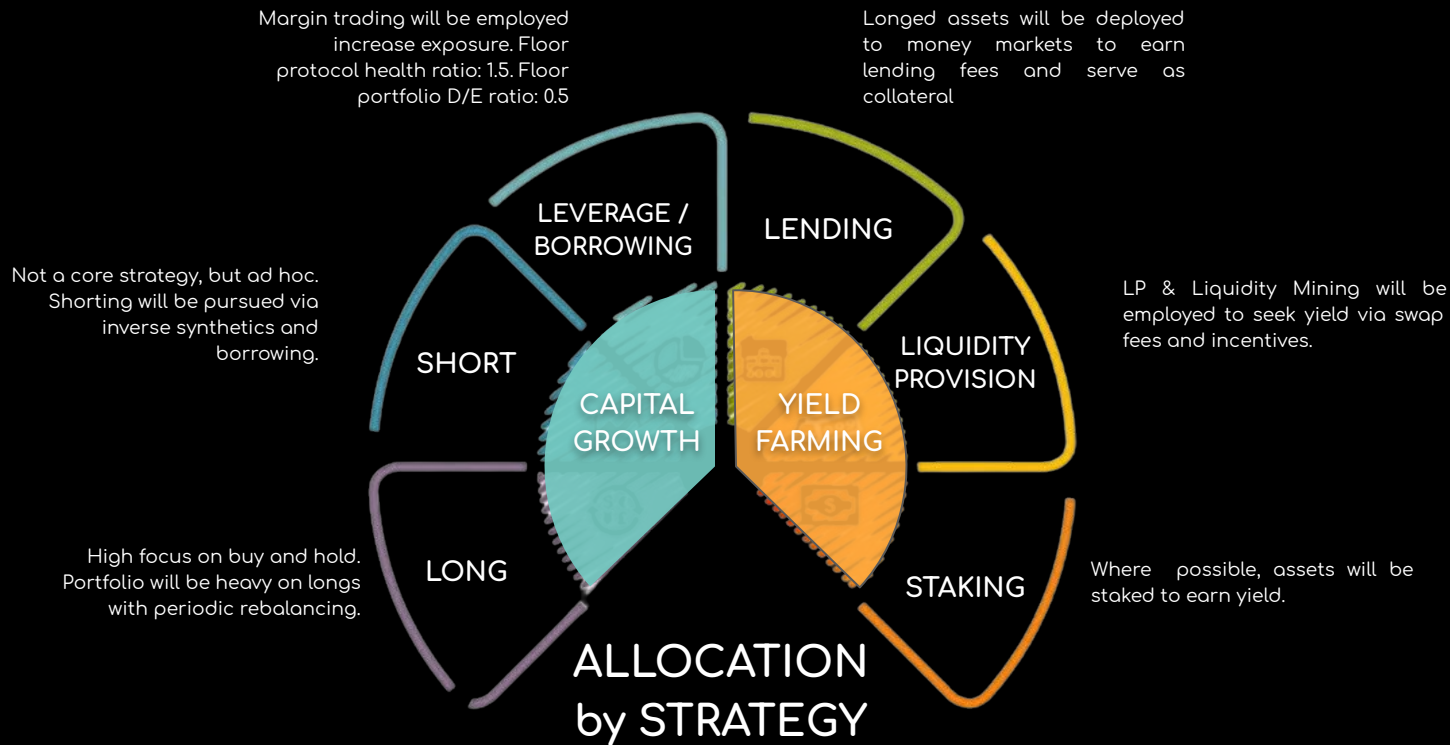 Margin trading will be employed
increase exposure. Floor
protocol health ratio: 1.5. Floor
portfolio D/E ratio: 0.5
Longed assets will be deployed
to money markets to earn
lending fees and serve as
collateral
LEVERAGE /
BORROWING
LENDING
Not a core strategy, but ad hoc.
Shorting will be pursued via
inverse synthetics and
borrowing.
SHORT
LIQUIDITY
PROVISION
LP & Liquidity Mining will be
employed to seek yield via swap
fees and incentives.
CAPITAL
GROWTH
YIELD
FARMING
High focus on buy and hold.
Portfolio will be heavy on longs
with periodic rebalancing.
LONG
STAKING
Where possible, assets will be
staked to earn yield.
ALLOCATION
by STRATEGY